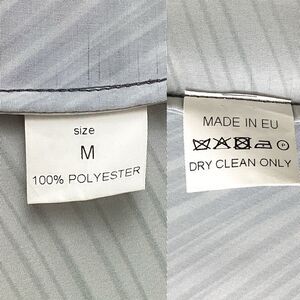 size
M
100% POLYESTER
MADE IN EU
DRY CLEAN ONLY